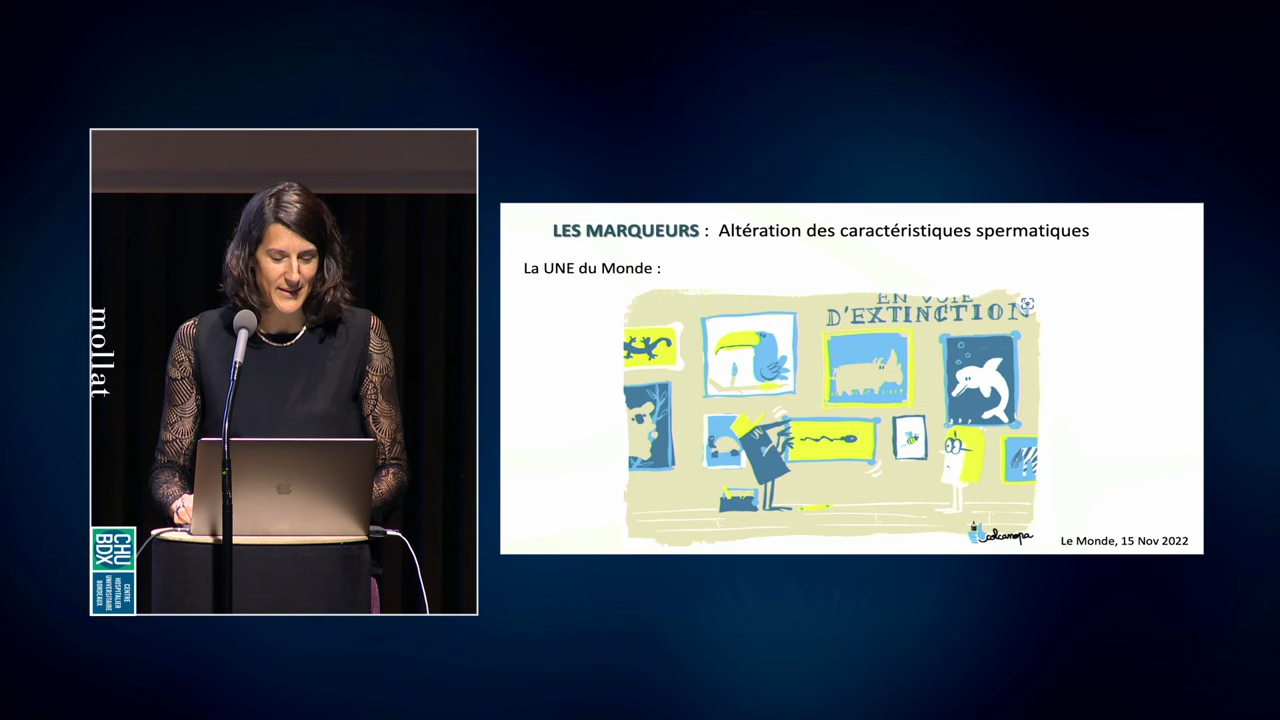 mollat
CHU
BDX
CENTRE
HOSPITALIER
UNIVERSITAIRE
BORDEAUX
LES MARQUEURS : Altération des caractéristiques spermatiques
La UNE du Monde :
EN VOIE
D'EXTINCTION
colcanopa
Le Monde, 15 Nov 2022